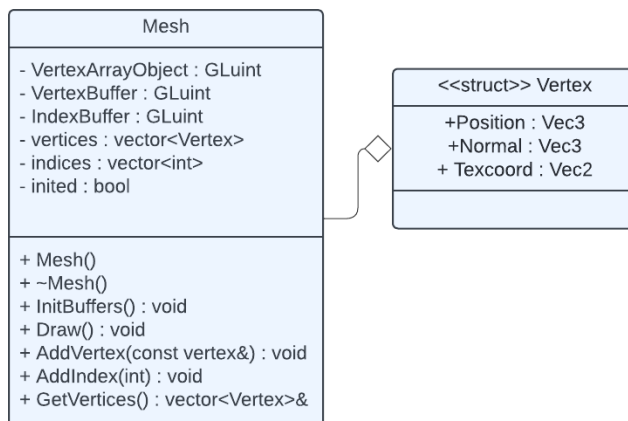 Mesh
- VertexArrayObject : GLuint
- VertexBuffer : GLuint
- IndexBuffer : GLuint
- vertices : vector<Vertex>
- indices : vector<int>
- inited : bool
+ Mesh()
+ ~Mesh()
+ InitBuffers() : void
+ Draw() : void
+ AddVertex(const vertex&) : void
+ AddIndex(int) : void
+ GetVertices() : vector<Vertex>&
<<struct>> Vertex
+Position : Vec3
+Normal : Vec3
+ Texcoord : Vec2